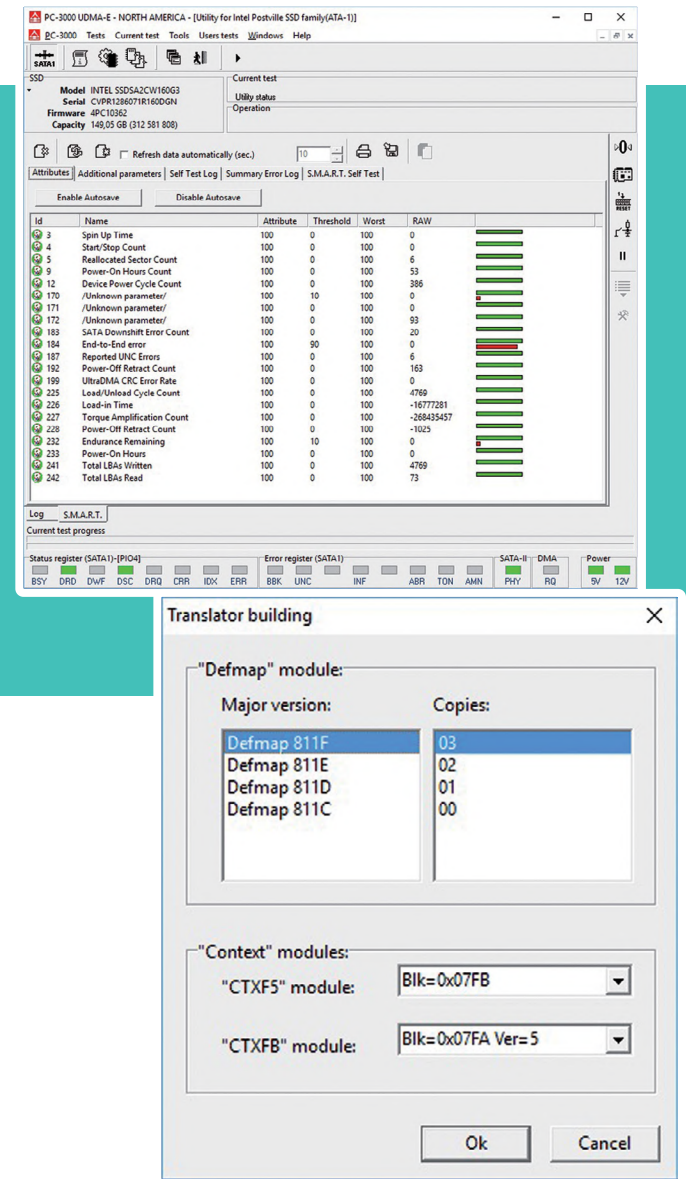 PC-3000 UDMA-E - NORTH AMERICA - [Utility for Intel Postville SSD family(ATA-1)]
PC-3000 Tests Current test Tools Users tests Windows Help
SATA1
SSD
Model INTEL SSDSA2CW160G3
Serial CVPR1286071R160DGN
Firmware 4PC10362
Capacity 149,05 GB (312 581 808)
Current test
Utility status
Operation
Refresh data automatically (sec.) 10
Attributes Additional parameters Self Test Log Summary Error Log S.M.A.R.T. Self Test
Enable Autosave Disable Autosave
Id Name Attribute Threshold Worst RAW
3 Spin Up Time 100 0 100 0
4 Start/Stop Count 100 0 100 0
5 Reallocated Sector Count 100 0 100 6
9 Power-On Hours Count 100 0 100 53
12 Device Power Cycle Count 100 0 100 386
170 /Unknown parameter/ 100 10 100 0
171 /Unknown parameter/ 100 0 100 0
172 /Unknown parameter/ 100 0 100 93
183 SATA Downshift Error Count 100 0 100 20
184 End-to-End error 100 90 100 0
187 Reported UNC Errors 100 0 100 6
192 Power-Off Retract Count 100 0 100 163
199 UltraDMA CRC Error Rate 100 0 100 0
225 Load/Unload Cycle Count 100 0 100 4769
226 Load-in Time 100 0 100 -16777281
227 Torque Amplification Count 100 0 100 -268435457
228 Power-Off Retract Count 100 0 100 -1025
232 Endurance Remaining 100 10 100 0
233 Power-On Hours 100 0 100 0
241 Total LBAs Written 100 0 100 4769
242 Total LBAs Read 100 0 100 73
RESET
Log S.M.A.R.T.
Current test progress
Status register (SATA1)-[PIO4] Error register (SATA1) SATA-II DMA Power
BSY DRD DWF DSC DRQ CRR IDX ERR BBK UNC INF ABR TON AMN PHY RQ 5V 12V
Translator building
"Defmap" module:
Major version: Copies:
Defmap 811F 03
Defmap 811E 02
Defmap 811D 01
Defmap 811C 00
"Context" modules:
"CTXF5" module: Blk=0x07FB
"CTXFB" module: Blk=0x07FA Ver=5
Ok Cancel